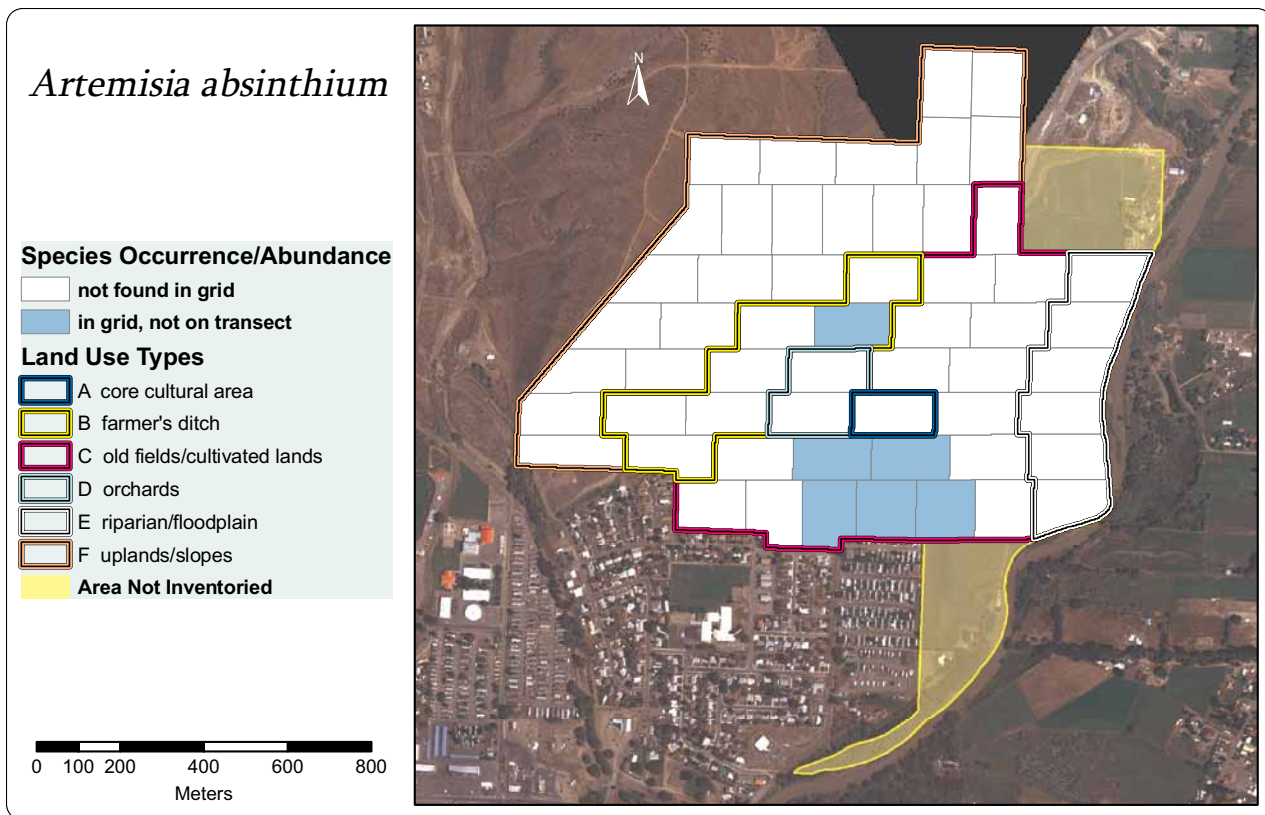 Artemisia absinthium
N
Species Occurrence/Abundance
not found in grid
in grid, not on transect
Land Use Types
A core cultural area
B farmer's ditch
C old fields/cultivated lands
D orchards
E riparian/floodplain
F uplands/slopes
Area Not Inventoried
0 100 200 400 600 800
Meters